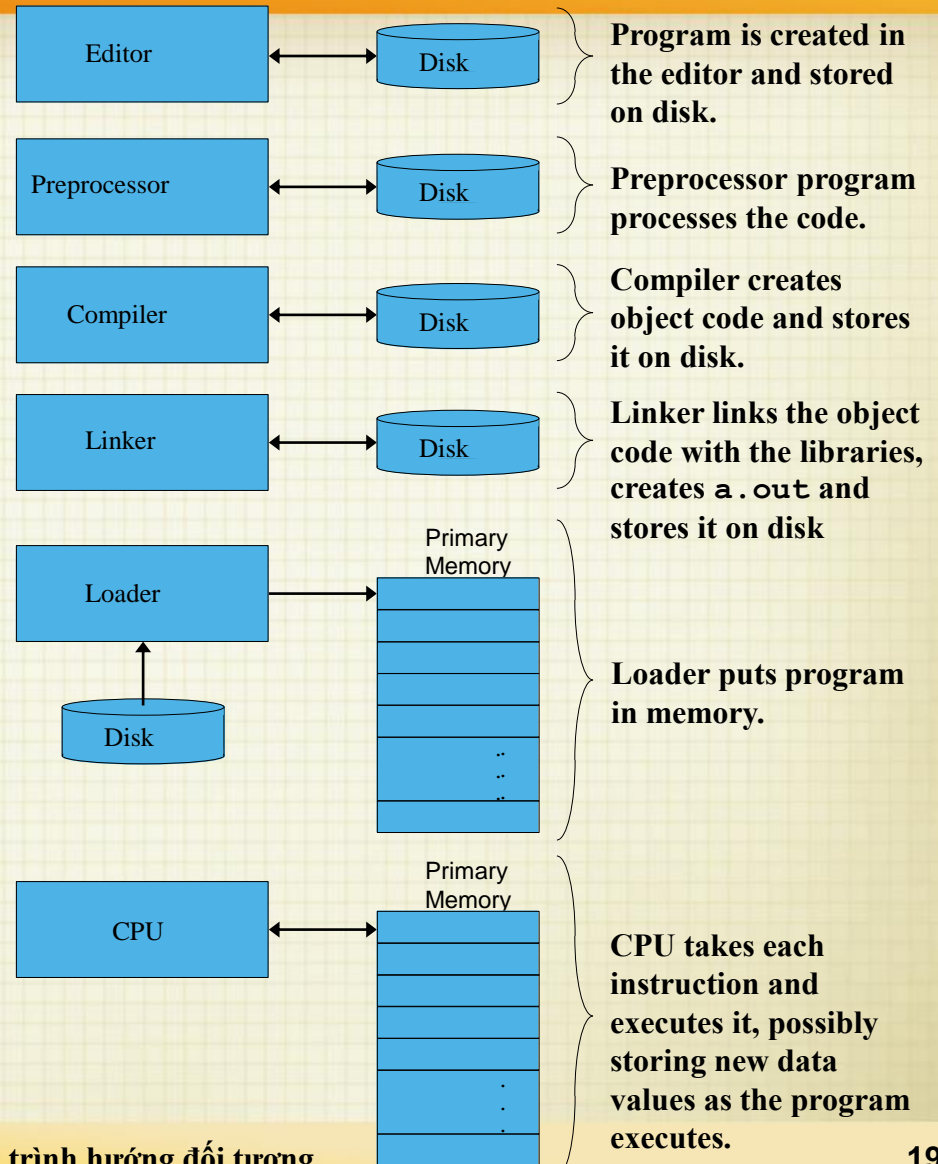 Editor
Disk
Program is created in
the editor and stored
on disk.
Preprocessor
Disk
Preprocessor program
processes the code.
Compiler
Disk
Compiler creates
object code and stores
it on disk.
Linker
Disk
Linker links the object
code with the libraries,
creates a.out and
stores it on disk
Loader
Disk
Primary
Memory
Loader puts program
in memory.
CPU
Primary
Memory
CPU takes each
instruction and
executes it, possibly
storing new data
values as the program
executes.
trình hướng đối tượng
19